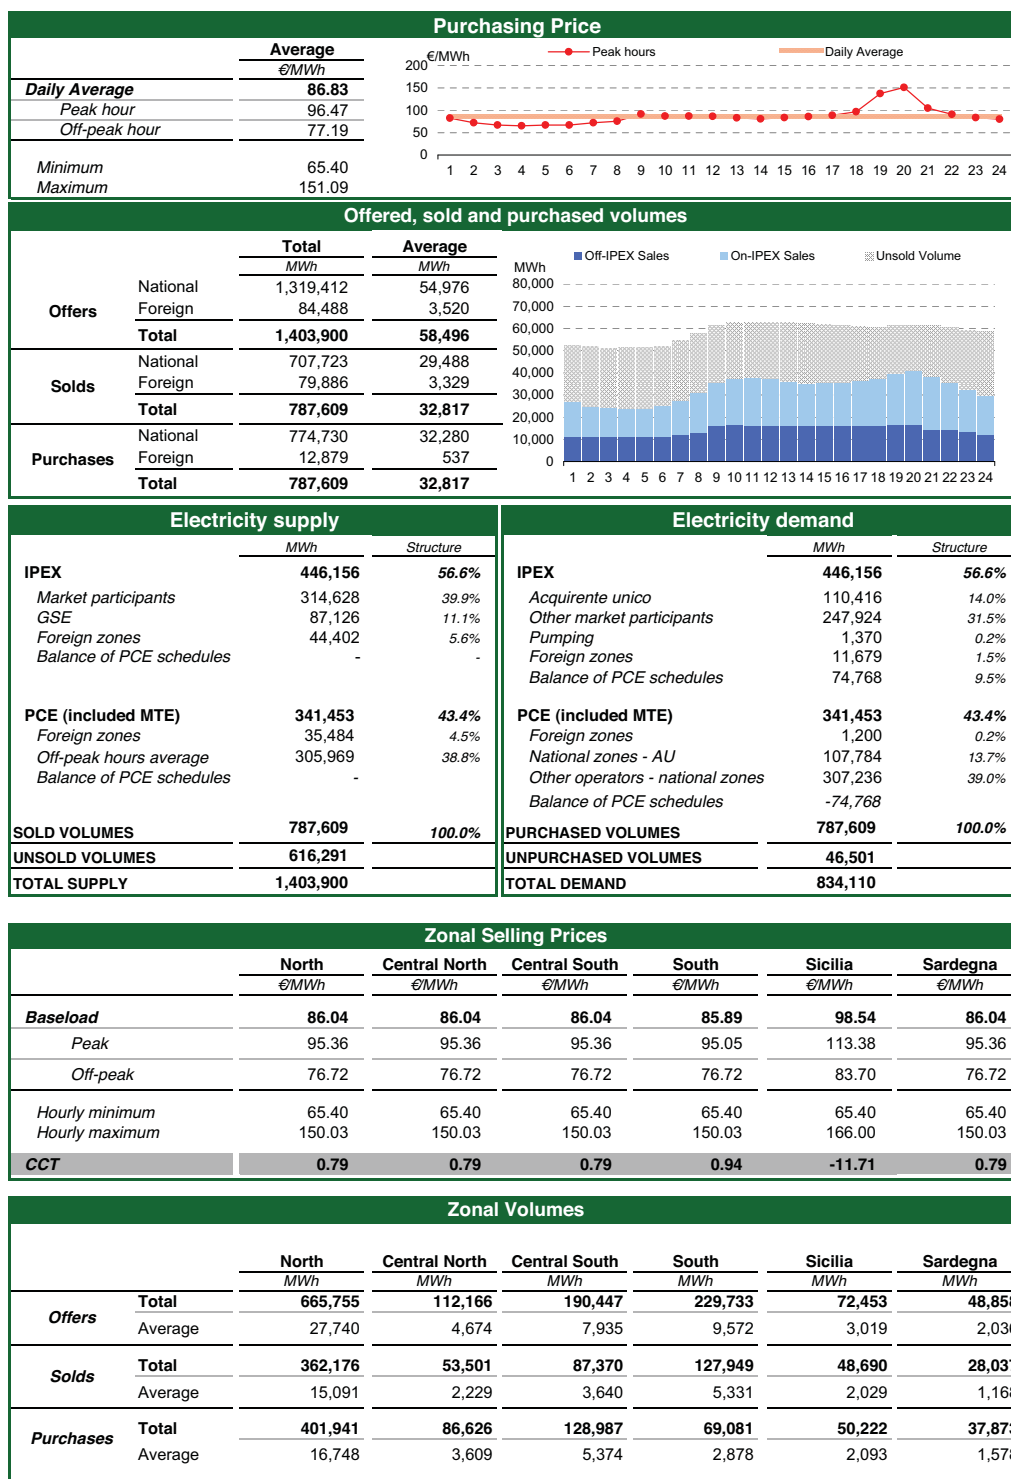 Purchasing Price
Average
€/MWh
Daily Average 86.83
Peak hour 96.47
Off-peak hour 77.19
Minimum 65.40
Maximum 151.09
€/MWh
Peak hours Daily Average
200
150
100
50
0
1 2 3 4 5 6 7 8 9 10 11 12 13 14 15 16 17 18 19 20 21 22 23 24
Offered, sold and purchased volumes
Total Average
MWh MWh
Offers
National 1,319,412 54,976
Foreign 84,488 3,520
Total 1,403,900 58,496
Solds
National 707,723 29,488
Foreign 79,886 3,329
Total 787,609 32,817
Purchases
National 774,730 32,280
Foreign 12,879 537
Total 787,609 32,817
Off-IPEX Sales On-IPEX Sales Unsold Volume
MWh
80,000
70,000
60,000
50,000
40,000
30,000
20,000
10,000
0
1 2 3 4 5 6 7 8 9 10 11 12 13 14 15 16 17 18 19 20 21 22 23 24
Electricity supply
MWh Structure
IPEX 446,156 56.6%
Market participants 314,628 39.9%
GSE 87,126 11.1%
Foreign zones 44,402 5.6%
Balance of PCE schedules - -
PCE (included MTE) 341,453 43.4%
Foreign zones 35,484 4.5%
Off-peak hours average 305,969 38.8%
Balance of PCE schedules -
SOLD VOLUMES 787,609 100.0%
UNSOLD VOLUMES 616,291
TOTAL SUPPLY 1,403,900
Electricity demand
MWh Structure
IPEX 446,156 56.6%
Acquirente unico 110,416 14.0%
Other market participants 247,924 31.5%
Pumping 1,370 0.2%
Foreign zones 11,679 1.5%
Balance of PCE schedules 74,768 9.5%
PCE (included MTE) 341,453 43.4%
Foreign zones 1,200 0.2%
National zones - AU 107,784 13.7%
Other operators - national zones 307,236 39.0%
Balance of PCE schedules -74,768
PURCHASED VOLUMES 787,609 100.0%
UNPURCHASED VOLUMES 46,501
TOTAL DEMAND 834,110
Zonal Selling Prices
North Central North Central South South Sicilia Sardegna
€/MWh €/MWh €/MWh €/MWh €/MWh €/MWh
Baseload 86.04 86.04 86.04 85.89 98.54 86.04
Peak 95.36 95.36 95.36 95.05 113.38 95.36
Off-peak 76.72 76.72 76.72 76.72 83.70 76.72
Hourly minimum 65.40 65.40 65.40 65.40 65.40 65.40
Hourly maximum 150.03 150.03 150.03 150.03 166.00 150.03
CCT 0.79 0.79 0.79 0.94 -11.71 0.79
Zonal Volumes
North Central North Central South South Sicilia Sardegna
MWh MWh MWh MWh MWh MWh
Offers
Total 665,755 112,166 190,447 229,733 72,453 48,858
Average 27,740 4,674 7,935 9,572 3,019 2,036
Solds
Total 362,176 53,501 87,370 127,949 48,690 28,037
Average 15,091 2,229 3,640 5,331 2,029 1,168
Purchases
Total 401,941 86,626 128,987 69,081 50,222 37,873
Average 16,748 3,609 5,374 2,878 2,093 1,578